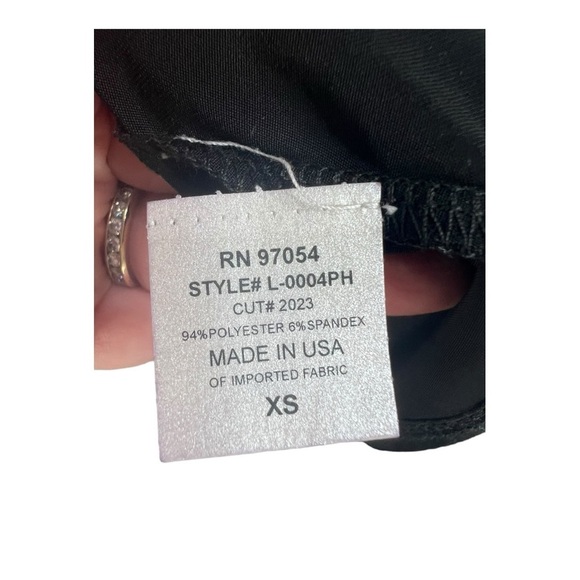 RN 97054
STYLE# L-0004PH
CUT# 2023
94%POLYESTER 6%SPANDEX
MADE IN USA
OF IMPORTED FABRIC
XS